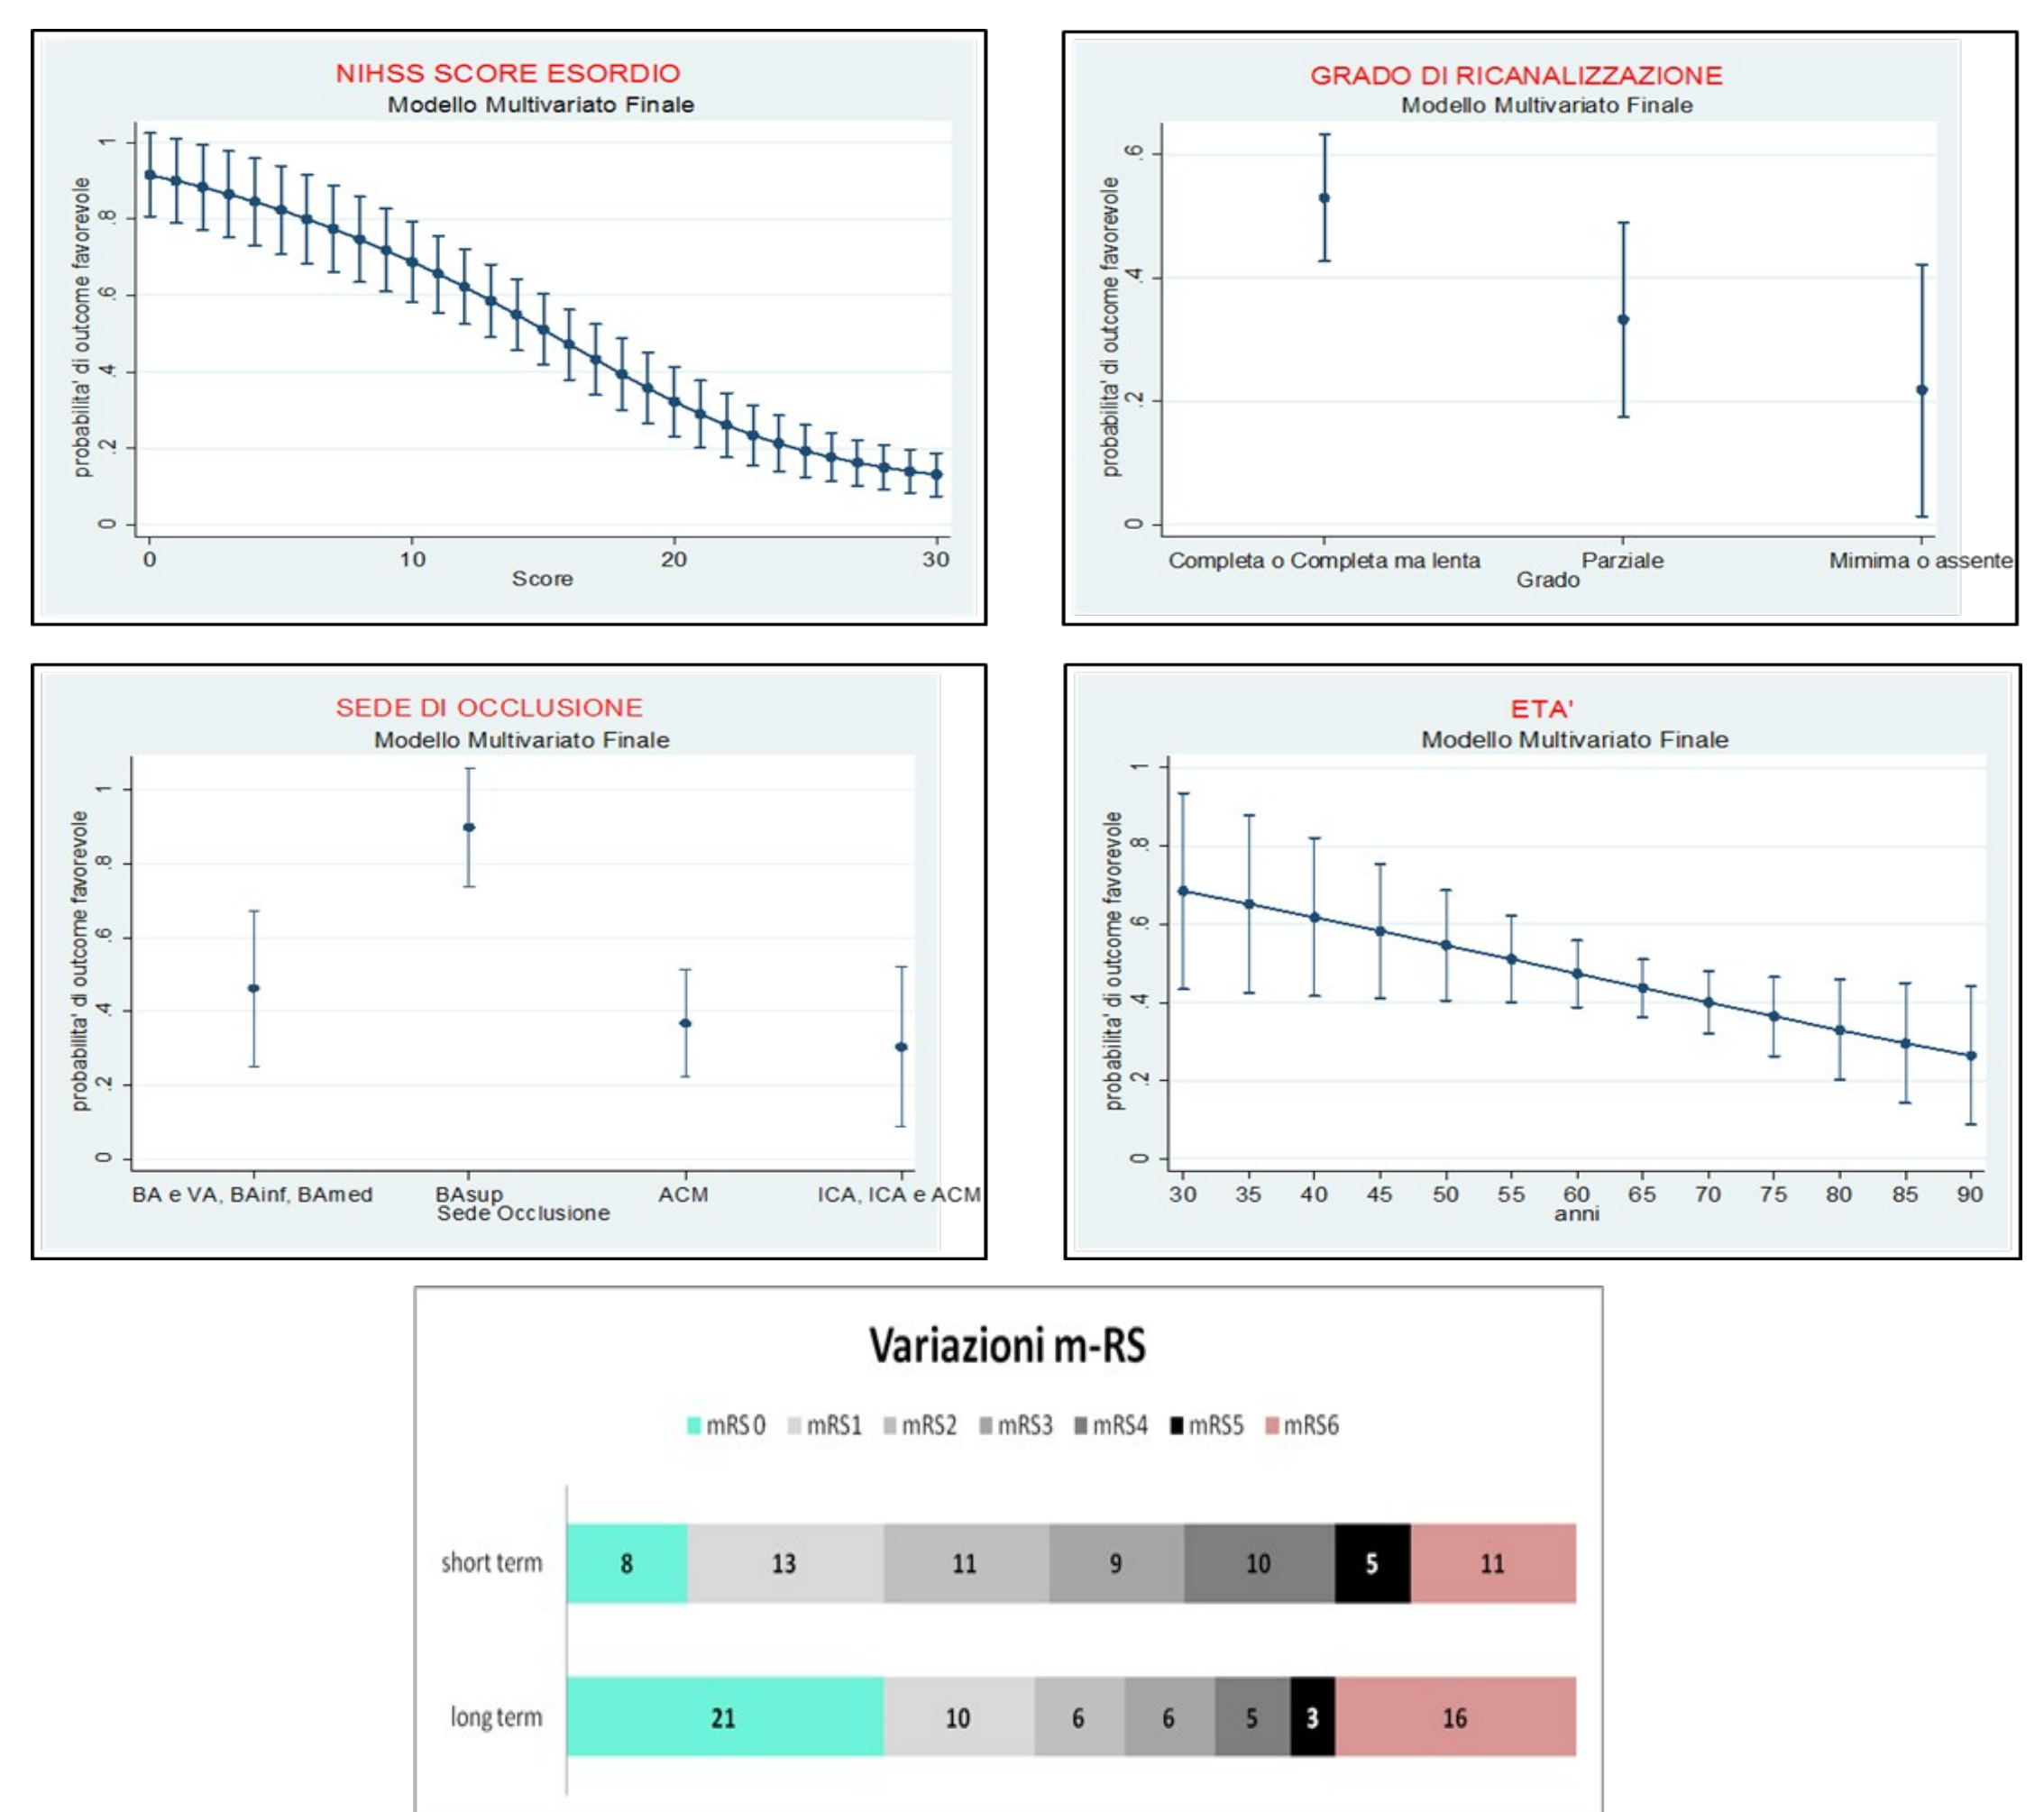 NIHSS SCORE ESORDIO
Modello Multivariato Finale
probabilita' di outcome favorevole
1
.8
.6
.4
.2
0
0 10 20 30
Score
GRADO DI RICANALIZZAZIONE
Modello Multivariato Finale
probabilita' di outcome favorevole
.6
.4
.2
0
Completa o Completa ma lenta Parziale Mimima o assente
Grado
SEDE DI OCCLUSIONE
Modello Multivariato Finale
probabilita' di outcome favorevole
1
.8
.6
.4
.2
0
BA e VA, BAinf, BAmed BAsup ACM ICA, ICA e ACM
Sede Occlusione
ETA'
Modello Multivariato Finale
probabilita' di outcome favorevole
1
.8
.6
.4
.2
0
30 35 40 45 50 55 60 65 70 75 80 85 90
anni
Variazioni m-RS
mRS 0 mRS1 mRS2 mRS3 mRS4 mRS5 mRS6
short term 8 13 11 9 10 5 11
long term 21 10 6 6 5 3 16